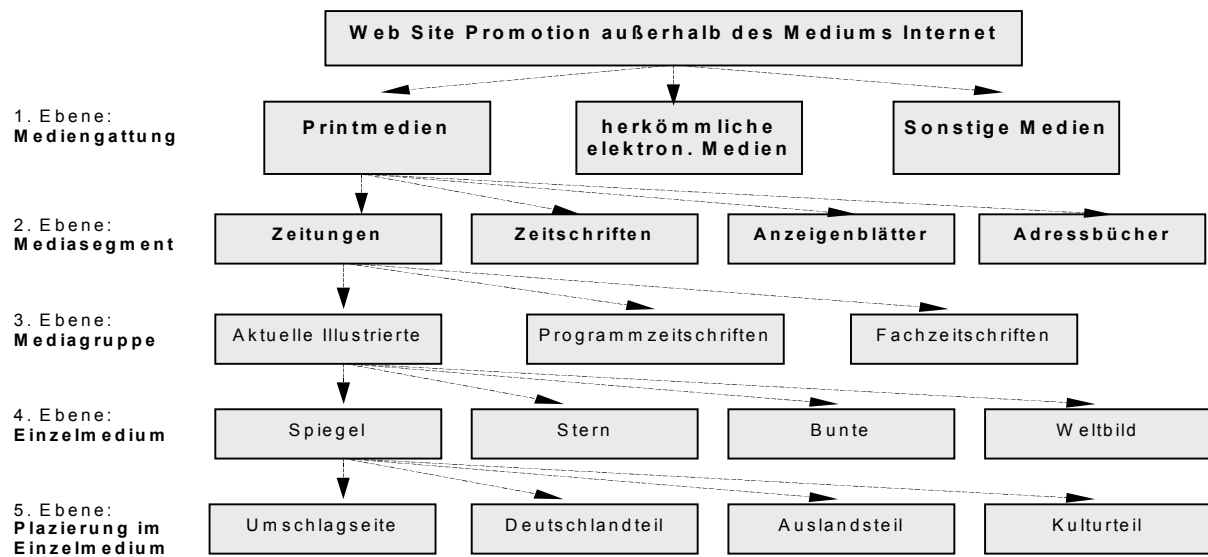 Web Site Promotion außerhalb des Mediums Internet
1. Ebene:
Mediengattung
Printmedien
herkömmliche
elektron. Medien
Sonstige Medien
2. Ebene:
Mediasegment
Zeitungen
Zeitschriften
Anzeigenblätter
Adressbücher
3. Ebene:
Mediagruppe
Aktuelle Illustrierte
Programmzeitschriften
Fachzeitschriften
4. Ebene:
Einzelmedium
Spiegel
Stern
Bunte
Weltbild
5. Ebene:
Plazierung im
Einzelmedium
Umschlagseite
Deutschlandteil
Auslandsteil
Kulturteil